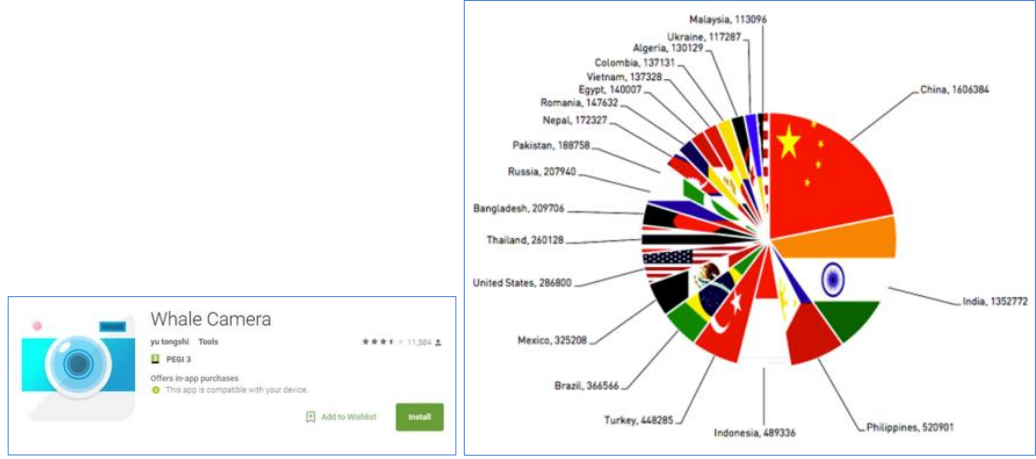 Whale Camera
yu tongshi Tools
11,584
PEGI 3
Offers in-app purchases
This app is compatible with your device.
Add to Wishlist
Install
Malaysia, 113096
Ukraine, 117287
Algeria, 130129
Colombia, 137131
Vietnam, 137328
Egypt, 140007
Romania, 147632
Nepal, 172327
Pakistan, 188758
Russia, 207940
Bangladesh, 209706
Thailand, 260128
United States, 286800
Mexico, 325208
Brazil, 366566
Turkey, 448285
Indonesia, 489336
Philippines, 520901
India, 1352772
China, 1606384